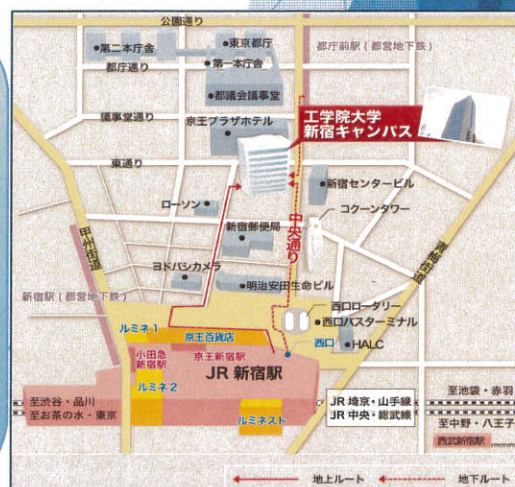 公園通り
第二本庁舎
東京都庁
都庁前駅（都営地下鉄）
都庁通り
第一本庁舎
都議会議事堂
議事堂通り
京王プラザホテル
工学院大学
新宿キャンパス
東通り
新宿センタービル
ローソン
コクーンタワー
中央通り
新宿郵便局
甲州街道
青梅街道
ヨドバシカメラ
明治安田生命ビル
新宿駅（都営地下鉄）
西口ロータリー
西口バスターミナル
ルミネ1
京王百貨店
西口
HALC
小田急
新宿駅
京王新宿駅
JR 新宿駅
ルミネ2
至渋谷・品川
至お茶の水・東京
ルミネスト
JR 埼京・山手線
JR 中央・総武線
至池袋・赤羽
至中野・八王子
西武新宿駅
地上ルート
地下ルート